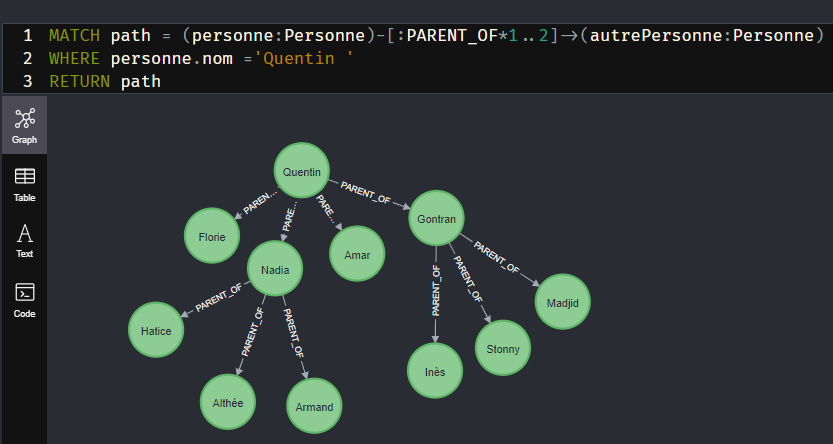 1 MATCH path = (personne:Personne)-[:PARENT_OF*1..2]->(autrePersonne:Personne)
2 WHERE personne.nom ='Quentin '
3 RETURN path
Graph
Table
Text
Code
Quentin
PARENT_OF
PAREN...
PARE...
PARE...
Gontran
Florie
Amar
Nadia
PARENT_OF
PARENT_OF
PARENT_OF
PARENT_OF
PARENT_OF
PARENT_OF
Madjid
Hatice
Stonny
Inès
Althée
Armand